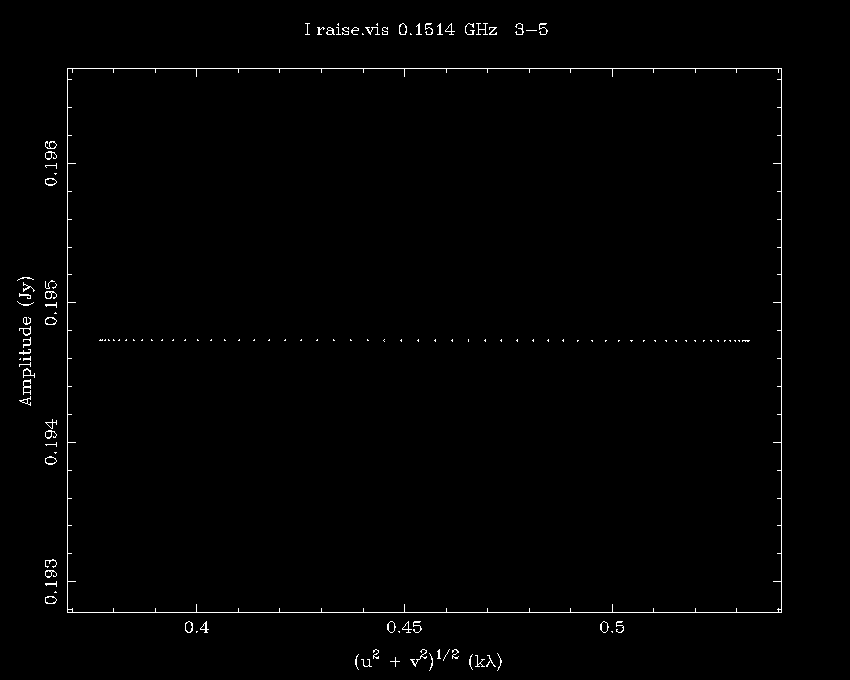 I raise.vis 0.1514 GHz 3−5
0.196
0.195
0.194
0.193
Amplitude (Jy)
0.4 0.45 0.5
(u² + v²)¹/² (kλ)